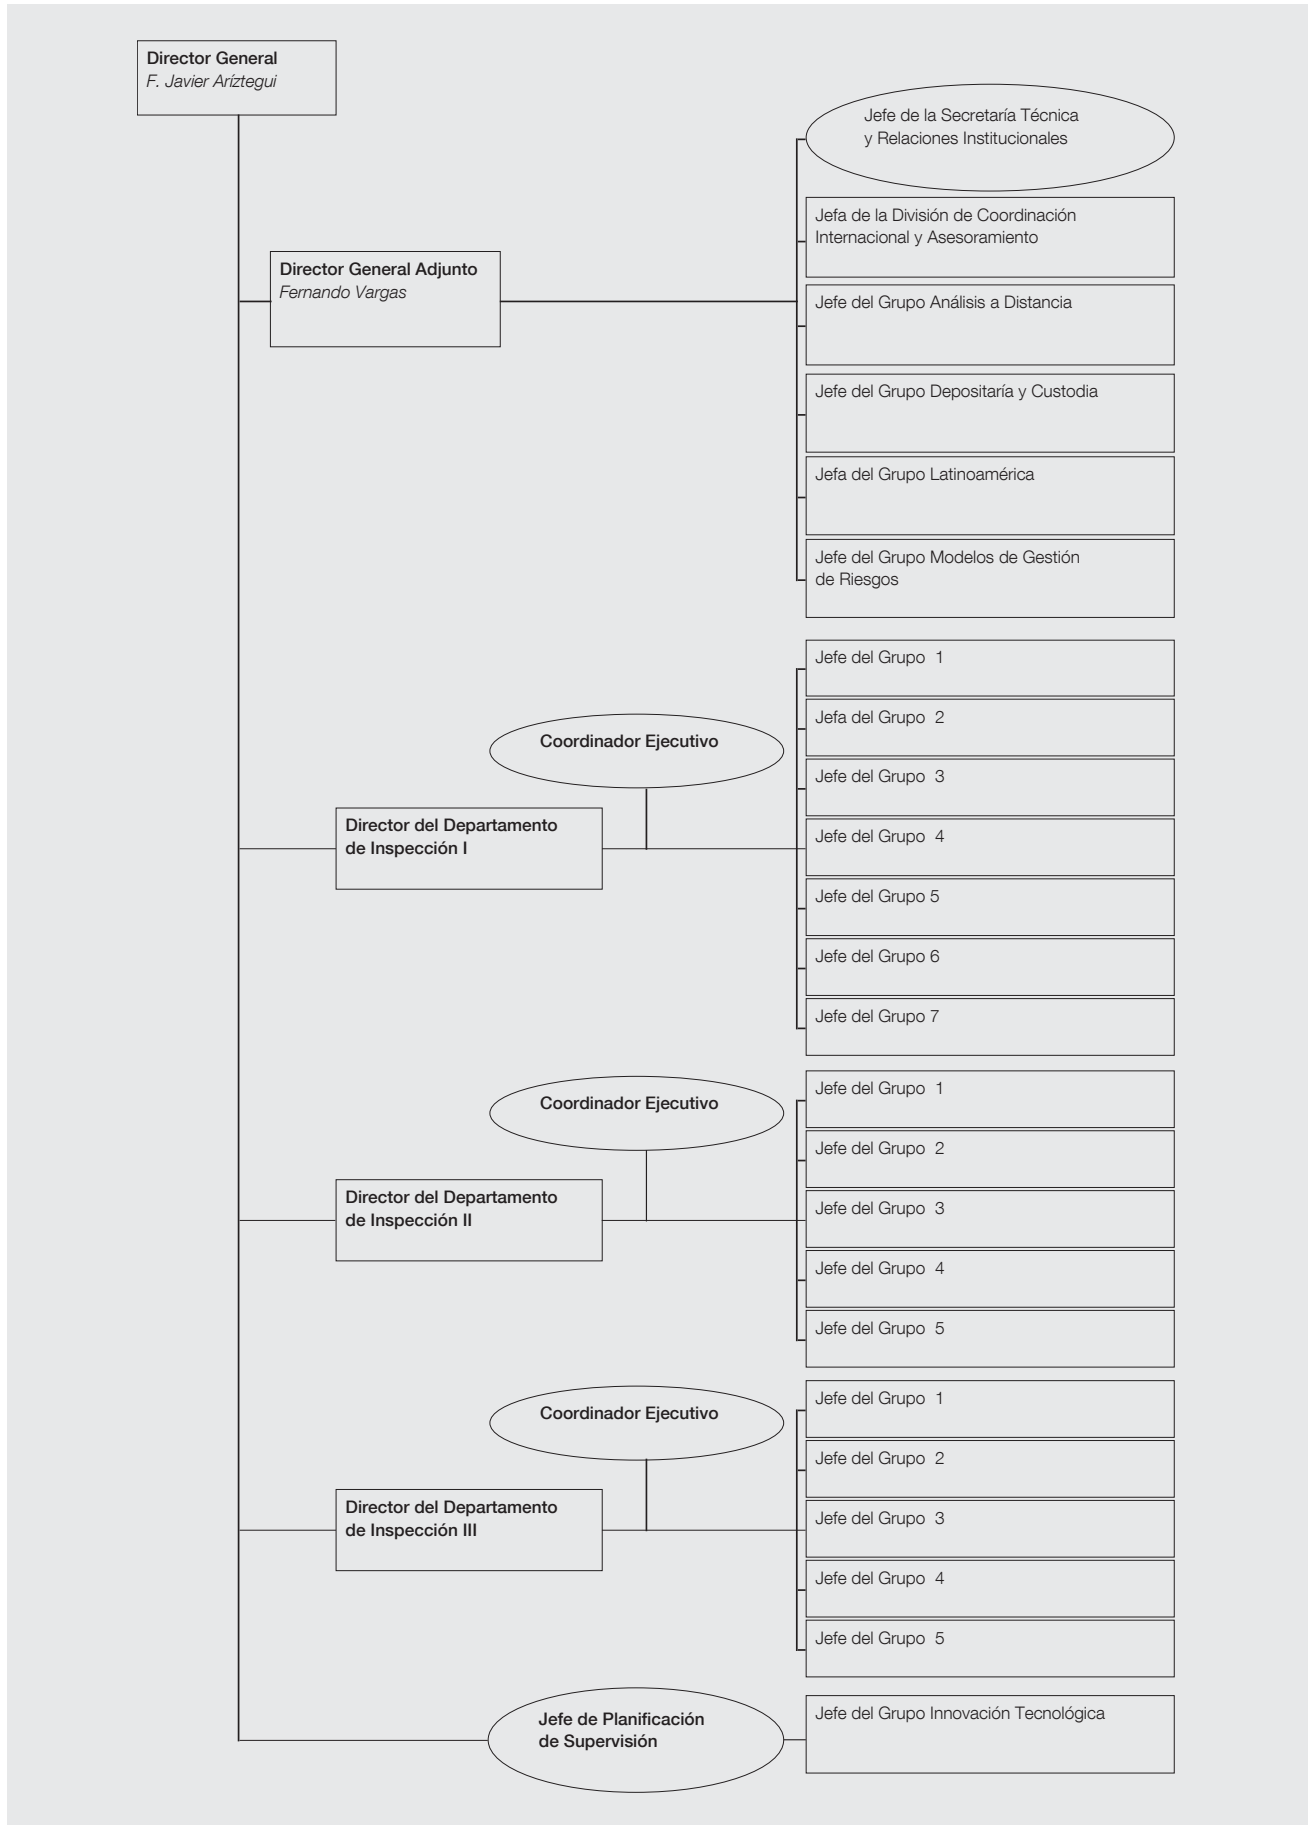 Director General
F. Javier Aríztegui
Jefe de la Secretaría Técnica
y Relaciones Institucionales
Jefa de la División de Coordinación
Internacional y Asesoramiento
Director General Adjunto
Fernando Vargas
Jefe del Grupo Análisis a Distancia
Jefe del Grupo Depositaría y Custodia
Jefa del Grupo Latinoamérica
Jefe del Grupo Modelos de Gestión
de Riesgos
Jefe del Grupo 1
Jefa del Grupo 2
Coordinador Ejecutivo
Jefe del Grupo 3
Director del Departamento
de Inspección I
Jefe del Grupo 4
Jefe del Grupo 5
Jefe del Grupo 6
Jefe del Grupo 7
Coordinador Ejecutivo
Jefe del Grupo 1
Jefe del Grupo 2
Director del Departamento
de Inspección II
Jefe del Grupo 3
Jefe del Grupo 4
Jefe del Grupo 5
Coordinador Ejecutivo
Jefe del Grupo 1
Jefe del Grupo 2
Director del Departamento
de Inspección III
Jefe del Grupo 3
Jefe del Grupo 4
Jefe del Grupo 5
Jefe de Planificación
de Supervisión
Jefe del Grupo Innovación Tecnológica